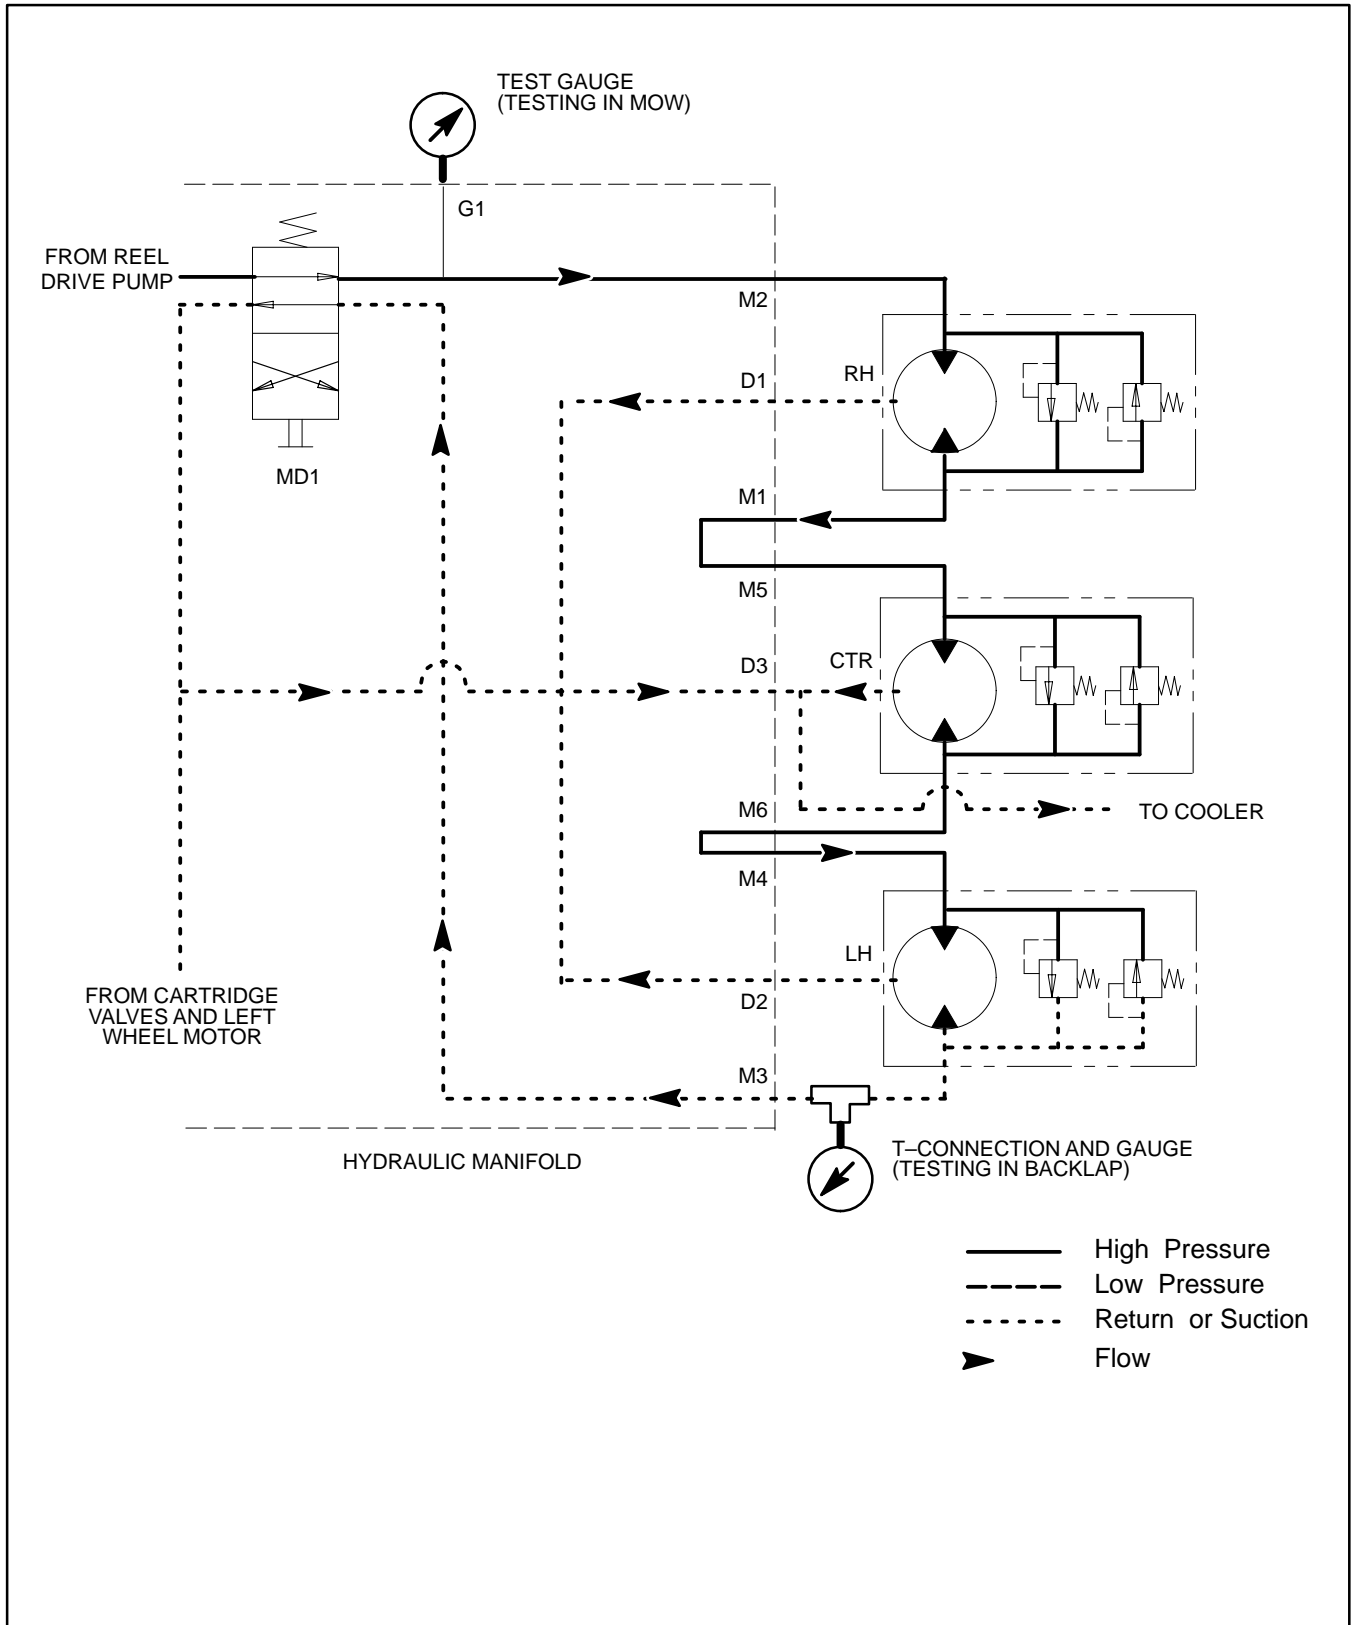 TEST GAUGE
(TESTING IN MOW)
G1
FROM REEL
DRIVE PUMP
M2
D1
RH
MD1
M1
M5
D3
CTR
M6
TO COOLER
M4
LH
D2
FROM CARTRIDGE
VALVES AND LEFT
WHEEL MOTOR
M3
HYDRAULIC MANIFOLD
T–CONNECTION AND GAUGE
(TESTING IN BACKLAP)
High Pressure
Low Pressure
Return or Suction
Flow